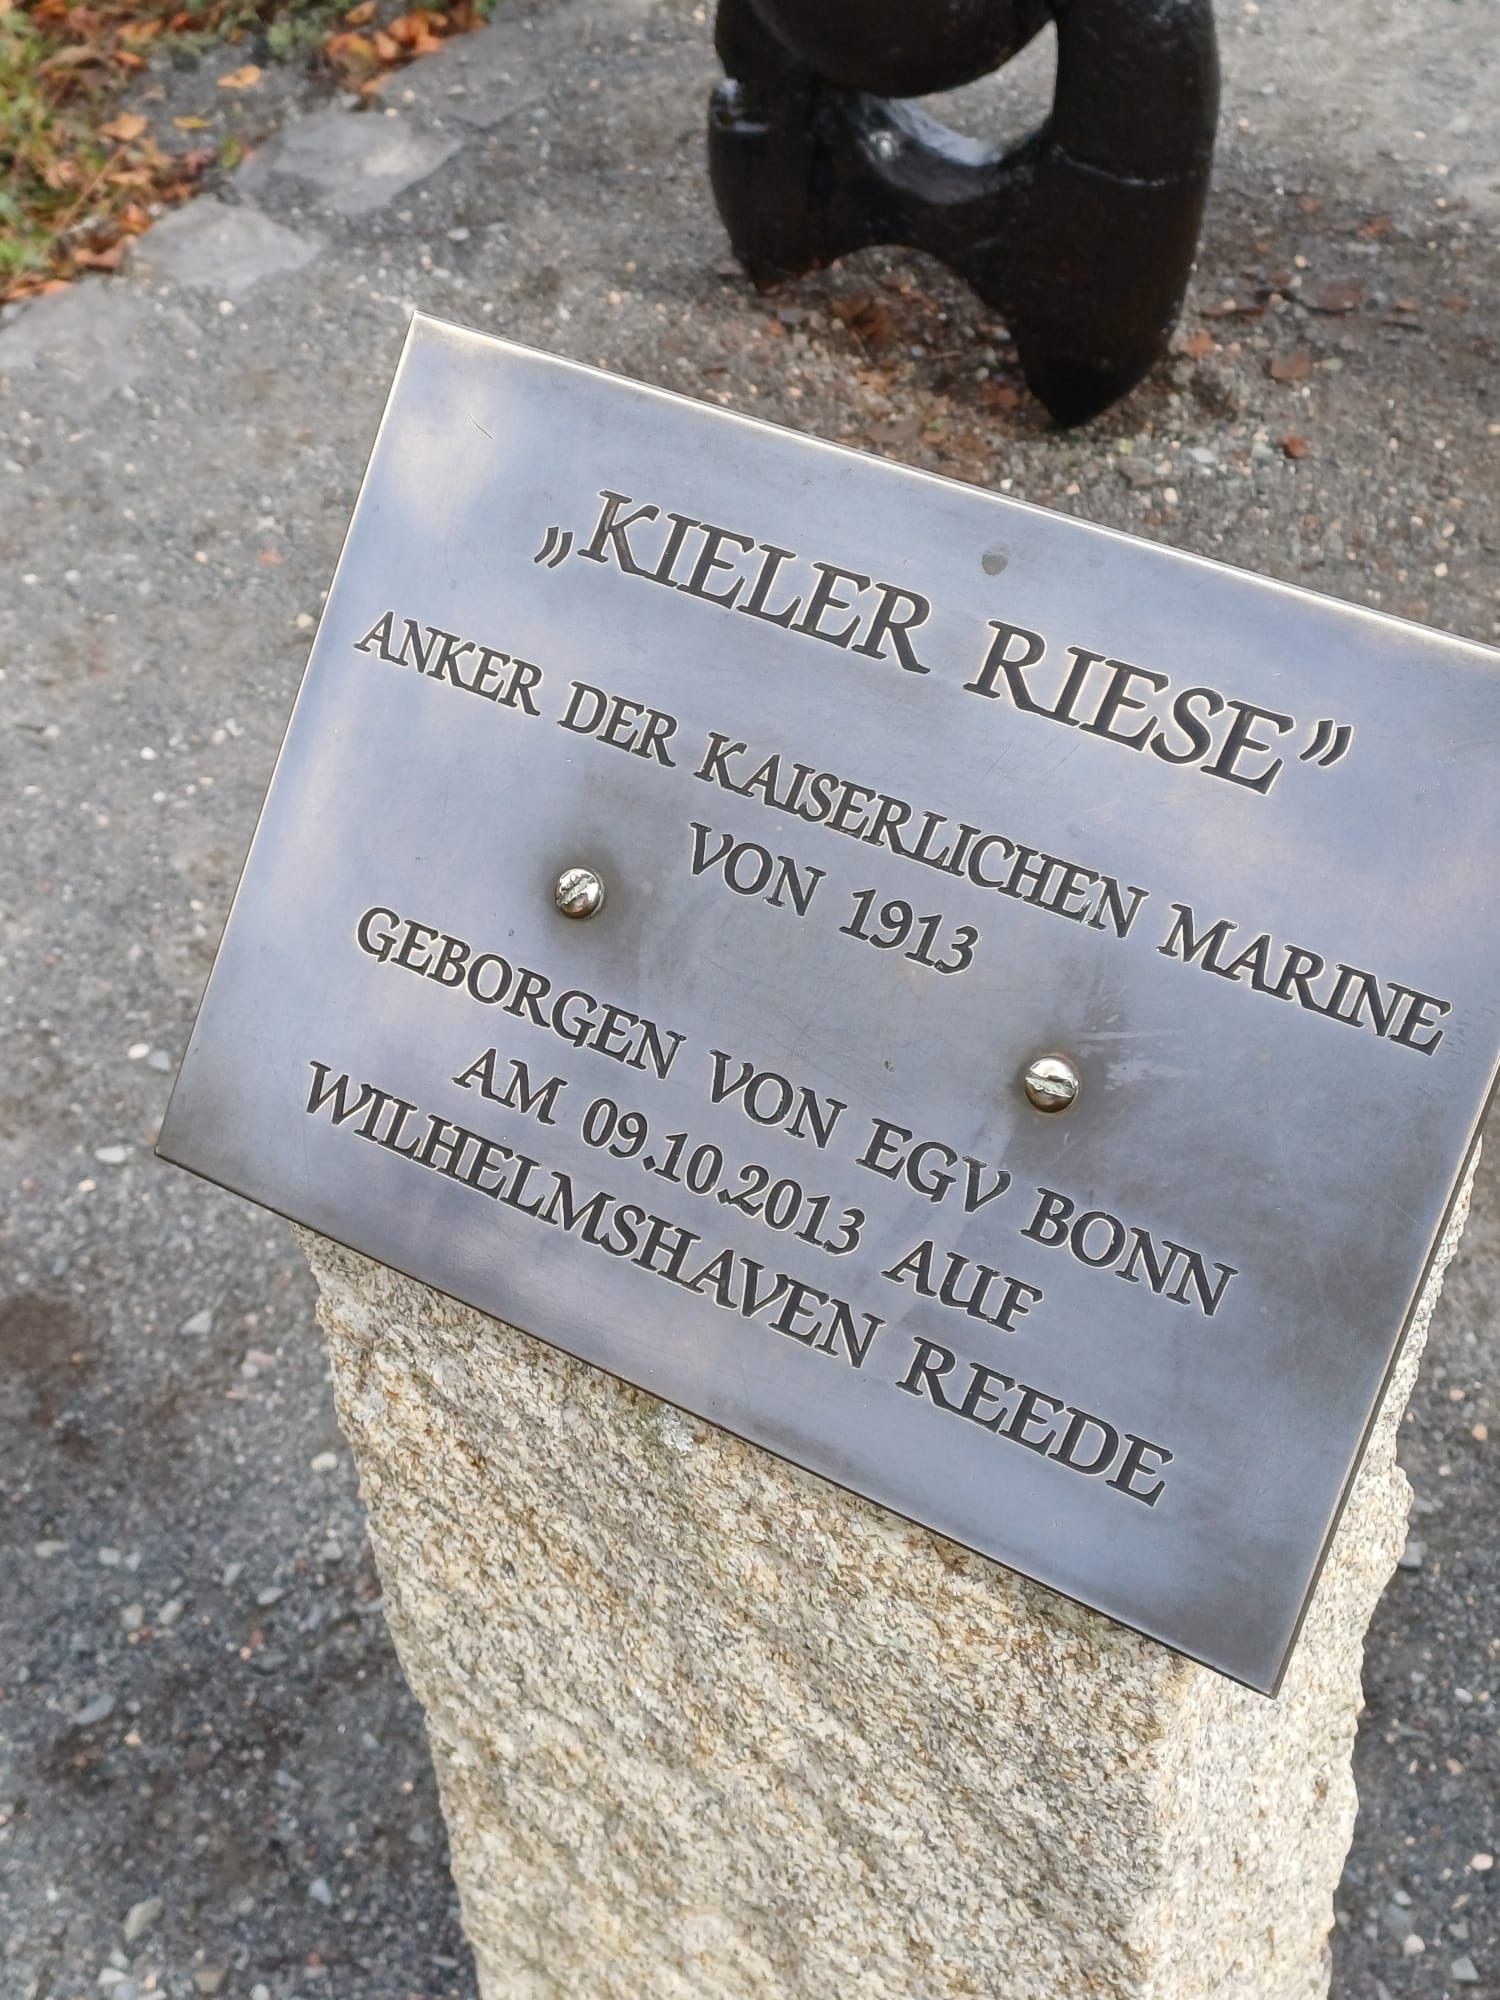 „KIELER RIESE”
ANKER DER KAISERLICHEN MARINE
VON 1913
GEBORGEN VON EGV BONN
AM 09.10.2013 AUF
WILHELMSHAVEN REEDE